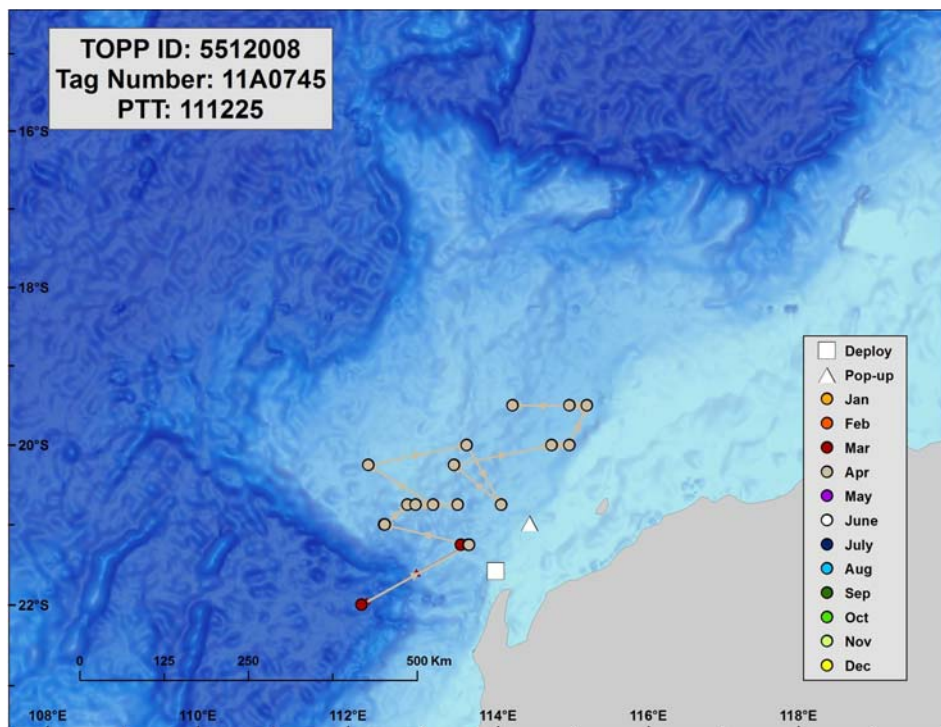 TOPP ID: 5512008
Tag Number: 11A0745
PTT: 111225
16°S
18°S
20°S
22°S
Deploy
Pop-up
Jan
Feb
Mar
Apr
May
June
July
Aug
Sep
Oct
Nov
Dec
0 125 250 500 Km
108°E 110°E 112°E 114°E 116°E 118°E